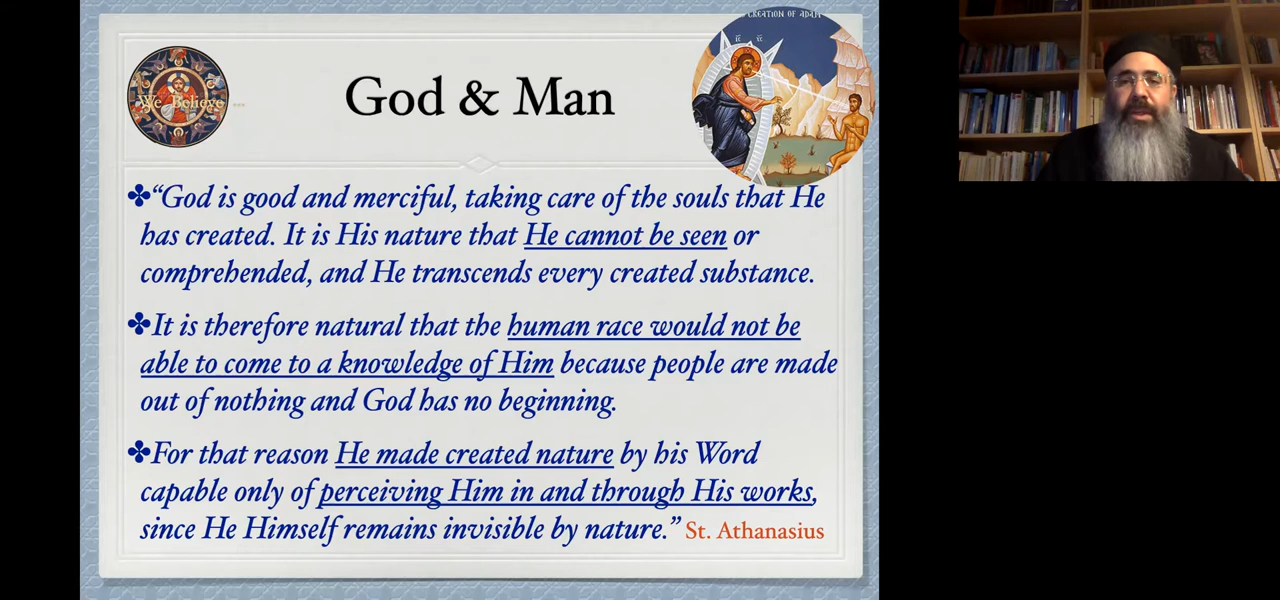 CREATION OF ADAM
We Believe ...
God & Man
“God is good and merciful, taking care of the souls that He
has created. It is His nature that He cannot be seen or
comprehended, and He transcends every created substance.
It is therefore natural that the human race would not be
able to come to a knowledge of Him because people are made
out of nothing and God has no beginning.
For that reason He made created nature by his Word
capable only of perceiving Him in and through His works,
since He Himself remains invisible by nature.” St. Athanasius